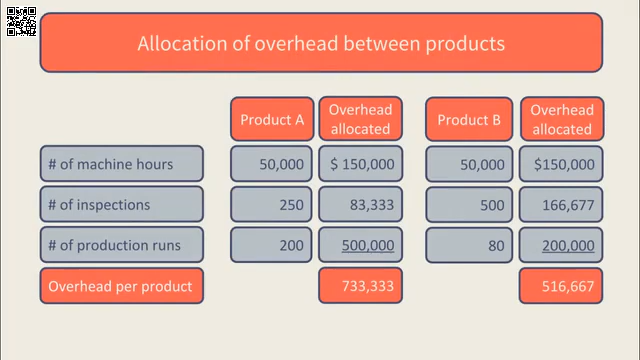 Allocation of overhead between products
Product A
Overhead
allocated
Product B
Overhead
allocated
# of machine hours
50,000
$ 150,000
50,000
$150,000
# of inspections
250
83,333
500
166,677
# of production runs
200
500,000
80
200,000
Overhead per product
733,333
516,667